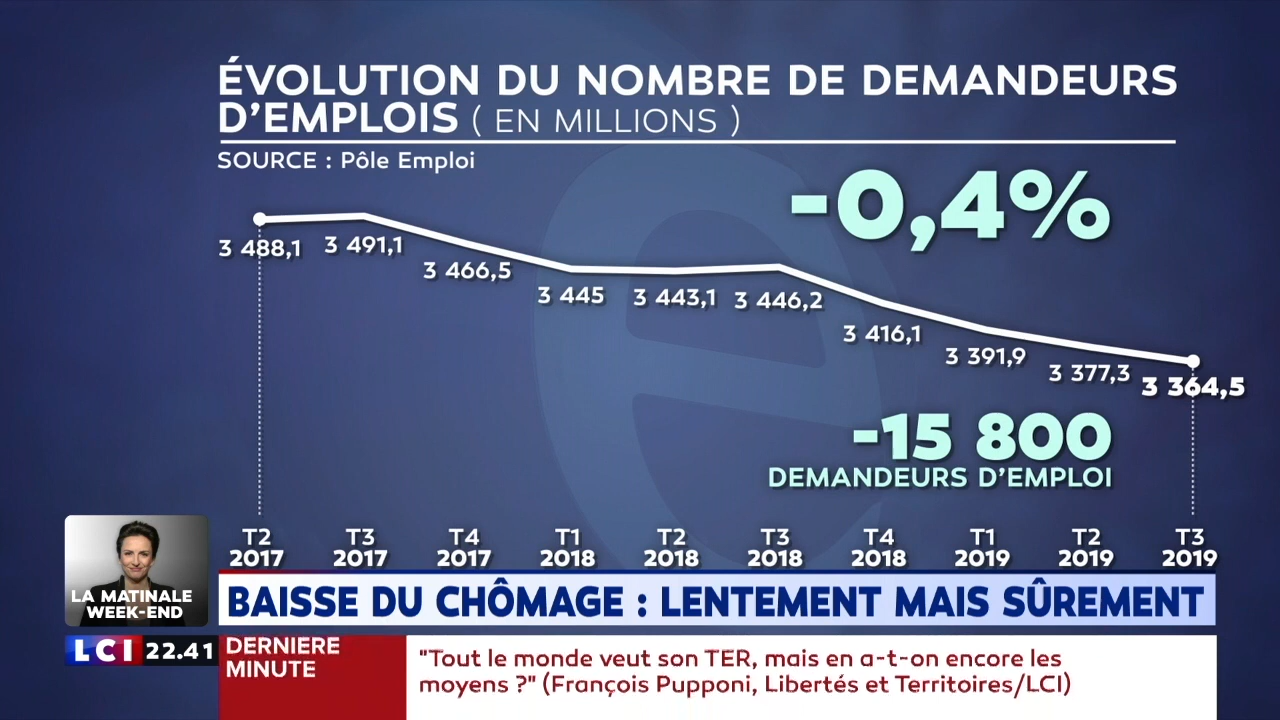 ÉVOLUTION DU NOMBRE DE DEMANDEURS
D'EMPLOIS ( EN MILLIONS )
SOURCE : Pôle Emploi
-0,4%
3 488,1
3 491,1
3 466,5
3 445
3 443,1
3 446,2
3 416,1
3 391,9
3 377,3
3 364,5
-15 800
DEMANDEURS D'EMPLOI
T2
2017
T3
2017
T4
2017
T1
2018
T2
2018
T3
2018
T4
2018
T1
2019
T2
2019
T3
2019
LA MATINALE
WEEK-END
BAISSE DU CHÔMAGE : LENTEMENT MAIS SÛREMENT
LCI 22.41
DERNIERE
MINUTE
"Tout le monde veut son TER, mais en a-t-on encore les
moyens ?" (François Pupponi, Libertés et Territoires/LCI)